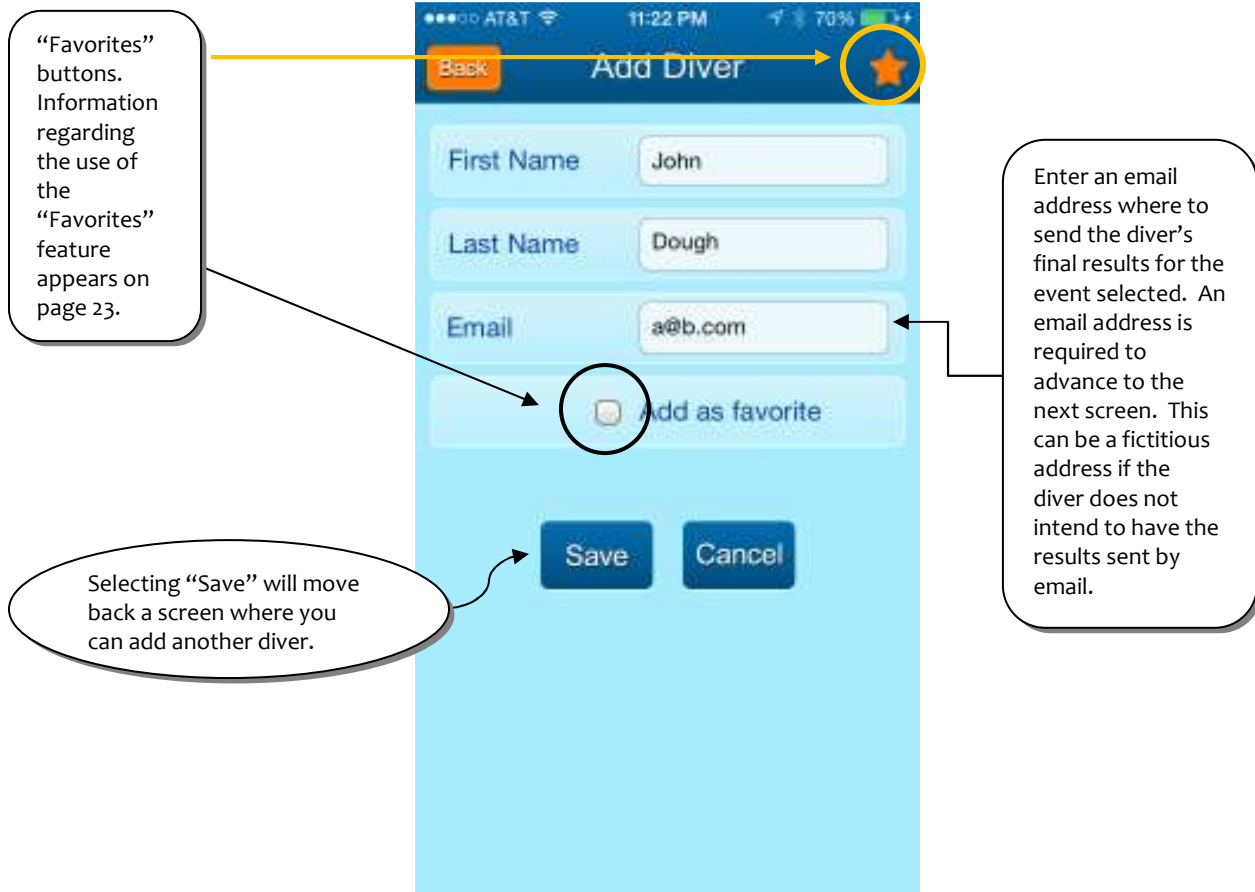 ●●●○○ AT&T 11:22 PM 70%
Back Add Diver
“Favorites”
buttons.
Information
regarding
the use of
the
“Favorites”
feature
appears on
page 23.
First Name John
Last Name Dough
Email a@b.com
Add as favorite
Save Cancel
Enter an email
address where to
send the diver’s
final results for the
event selected. An
email address is
required to
advance to the
next screen. This
can be a fictitious
address if the
diver does not
intend to have the
results sent by
email.
Selecting “Save” will move
back a screen where you
can add another diver.